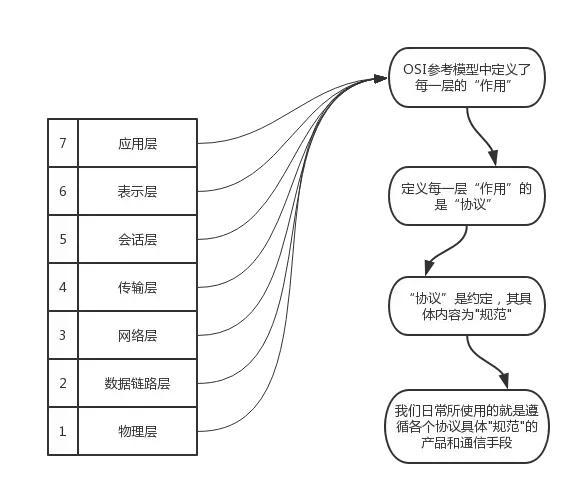 7 应用层
6 表示层
5 会话层
4 传输层
3 网络层
2 数据链路层
1 物理层
OSI参考模型中定义了
每一层的“作用”
定义每一层“作用”的
是“协议”
“协议”是约定，其具
体内容为"规范"
我们日常所使用的就是遵
循各个协议具体"规范"的
产品和通信手段